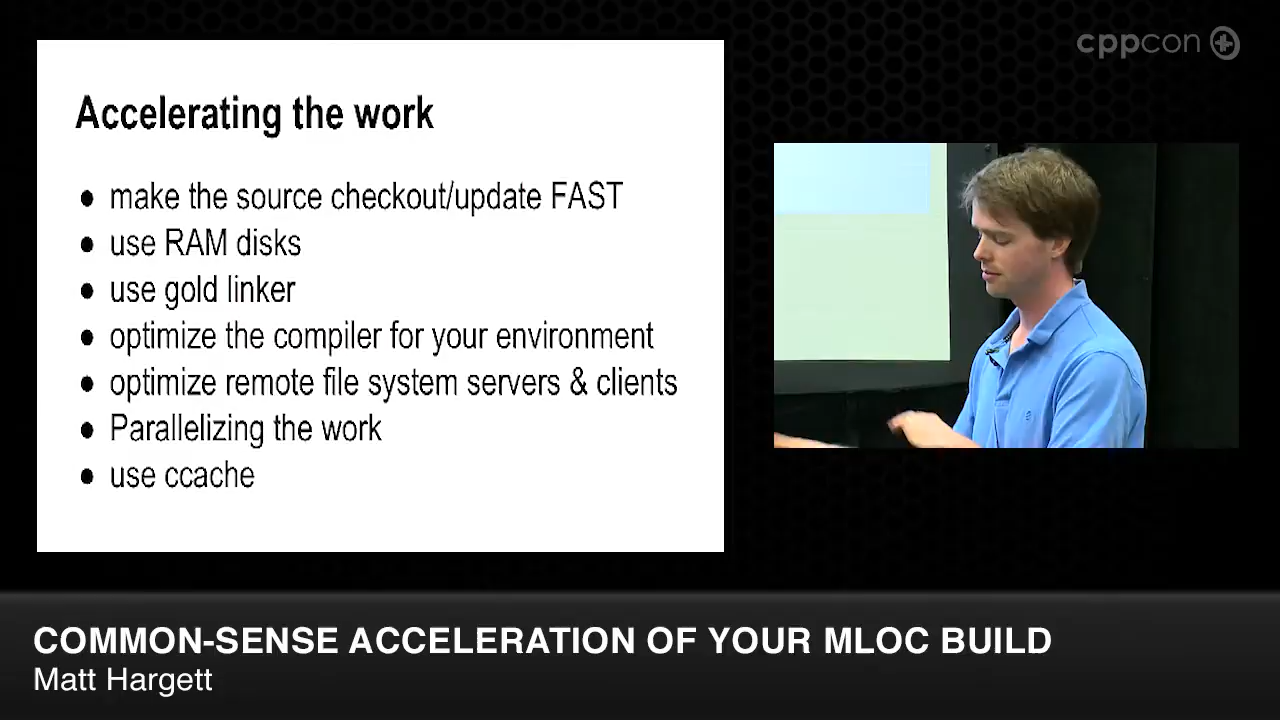 cppcon
Accelerating the work
● make the source checkout/update FAST
● use RAM disks
● use gold linker
● optimize the compiler for your environment
● optimize remote file system servers & clients
● Parallelizing the work
● use ccache
COMMON-SENSE ACCELERATION OF YOUR MLOC BUILD
Matt Hargett